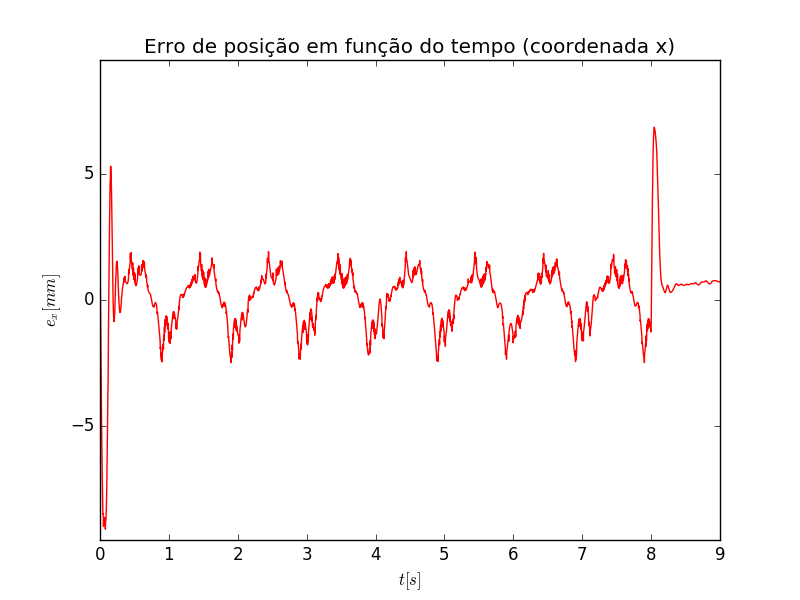 Erro de posição em função do tempo (coordenada x)
5
0
−5
e_x[mm]
0 1 2 3 4 5 6 7 8 9
t[s]